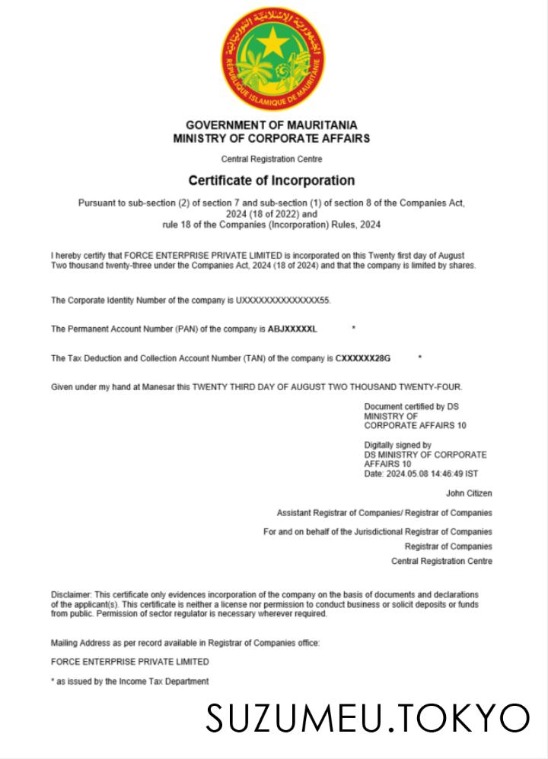 الجمهورية الإسلامية الموريتانية
REPUBLIQUE ISLAMIQUE DE MAURITANIE
GOVERNMENT OF MAURITANIA
MINISTRY OF CORPORATE AFFAIRS
Central Registration Centre
Certificate of Incorporation
Pursuant to sub-section (2) of section 7 and sub-section (1) of section 8 of the Companies Act,
2024 (18 of 2022) and
rule 18 of the Companies (Incorporation) Rules, 2024
I hereby certify that FORCE ENTERPRISE PRIVATE LIMITED is incorporated on this Twenty first day of August
Two thousand twenty-three under the Companies Act, 2024 (18 of 2024) and that the company is limited by shares.
The Corporate Identity Number of the company is UXXXXXXXXXXXXXX55.
The Permanent Account Number (PAN) of the company is ABJXXXXXL *
The Tax Deduction and Collection Account Number (TAN) of the company is CXXXXXX28G *
Given under my hand at Manesar this TWENTY THIRD DAY OF AUGUST TWO THOUSAND TWENTY-FOUR.
Document certified by DS
MINISTRY OF
CORPORATE AFFAIRS 10
Digitally signed by
DS MINISTRY OF CORPORATE
AFFAIRS 10
Date: 2024.05.08 14:46:49 IST
John Citizen
Assistant Registrar of Companies/ Registrar of Companies
For and on behalf of the Jurisdictional Registrar of Companies
Registrar of Companies
Central Registration Centre
Disclaimer: This certificate only evidences incorporation of the company on the basis of documents and declarations
of the applicant(s). This certificate is neither a license nor permission to conduct business or solicit deposits or funds
from public. Permission of sector regulator is necessary wherever required.
Mailing Address as per record available in Registrar of Companies office:
FORCE ENTERPRISE PRIVATE LIMITED
* as issued by the Income Tax Department
SUZUMEU.TOKYO